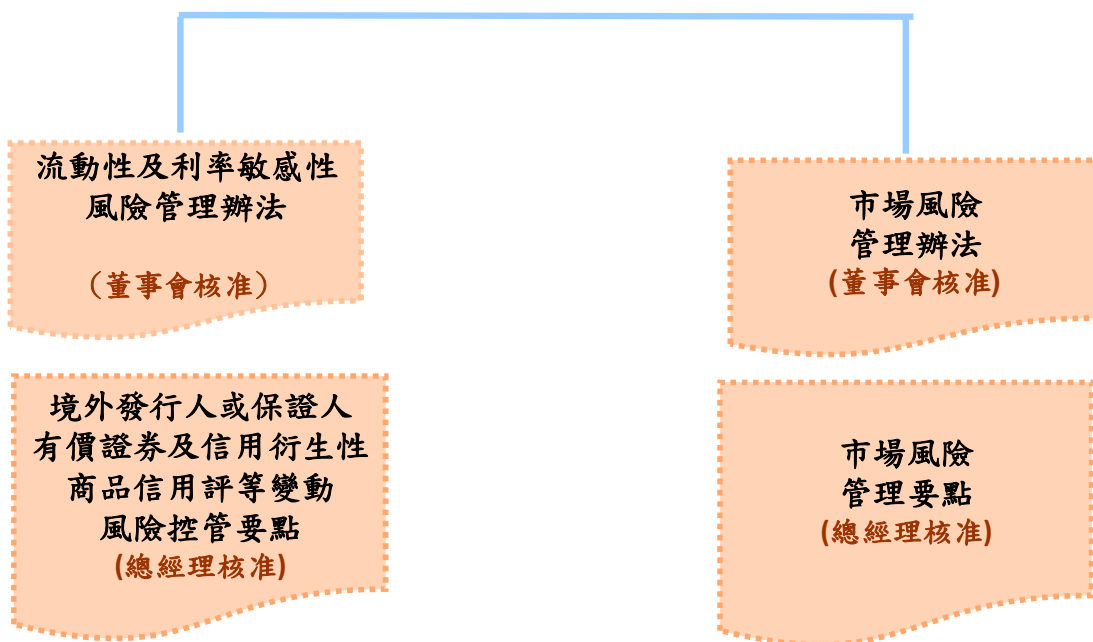 流動性及利率敏感性
風險管理辦法
（董事會核准）
市場風險
管理辦法
(董事會核准)
境外發行人或保證人
有價證券及信用衍生性
商品信用評等變動
風險控管要點
(總經理核准)
市場風險
管理要點
(總經理核准)